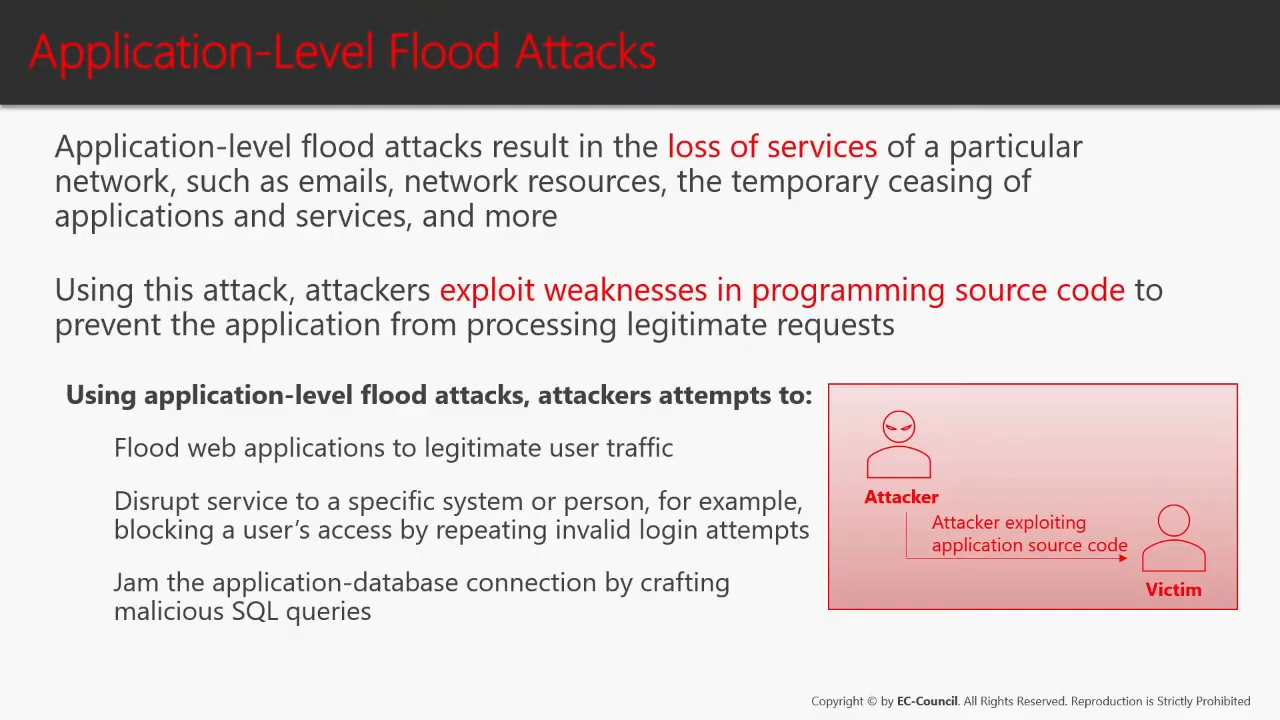 Application-Level Flood Attacks
Application-level flood attacks result in the loss of services of a particular
network, such as emails, network resources, the temporary ceasing of
applications and services, and more
Using this attack, attackers exploit weaknesses in programming source code to
prevent the application from processing legitimate requests
Using application-level flood attacks, attackers attempts to:
Flood web applications to legitimate user traffic
Disrupt service to a specific system or person, for example,
blocking a user’s access by repeating invalid login attempts
Jam the application-database connection by crafting
malicious SQL queries
Attacker
Attacker exploiting
application source code
Victim
Copyright © by EC-Council. All Rights Reserved. Reproduction is Strictly Prohibited